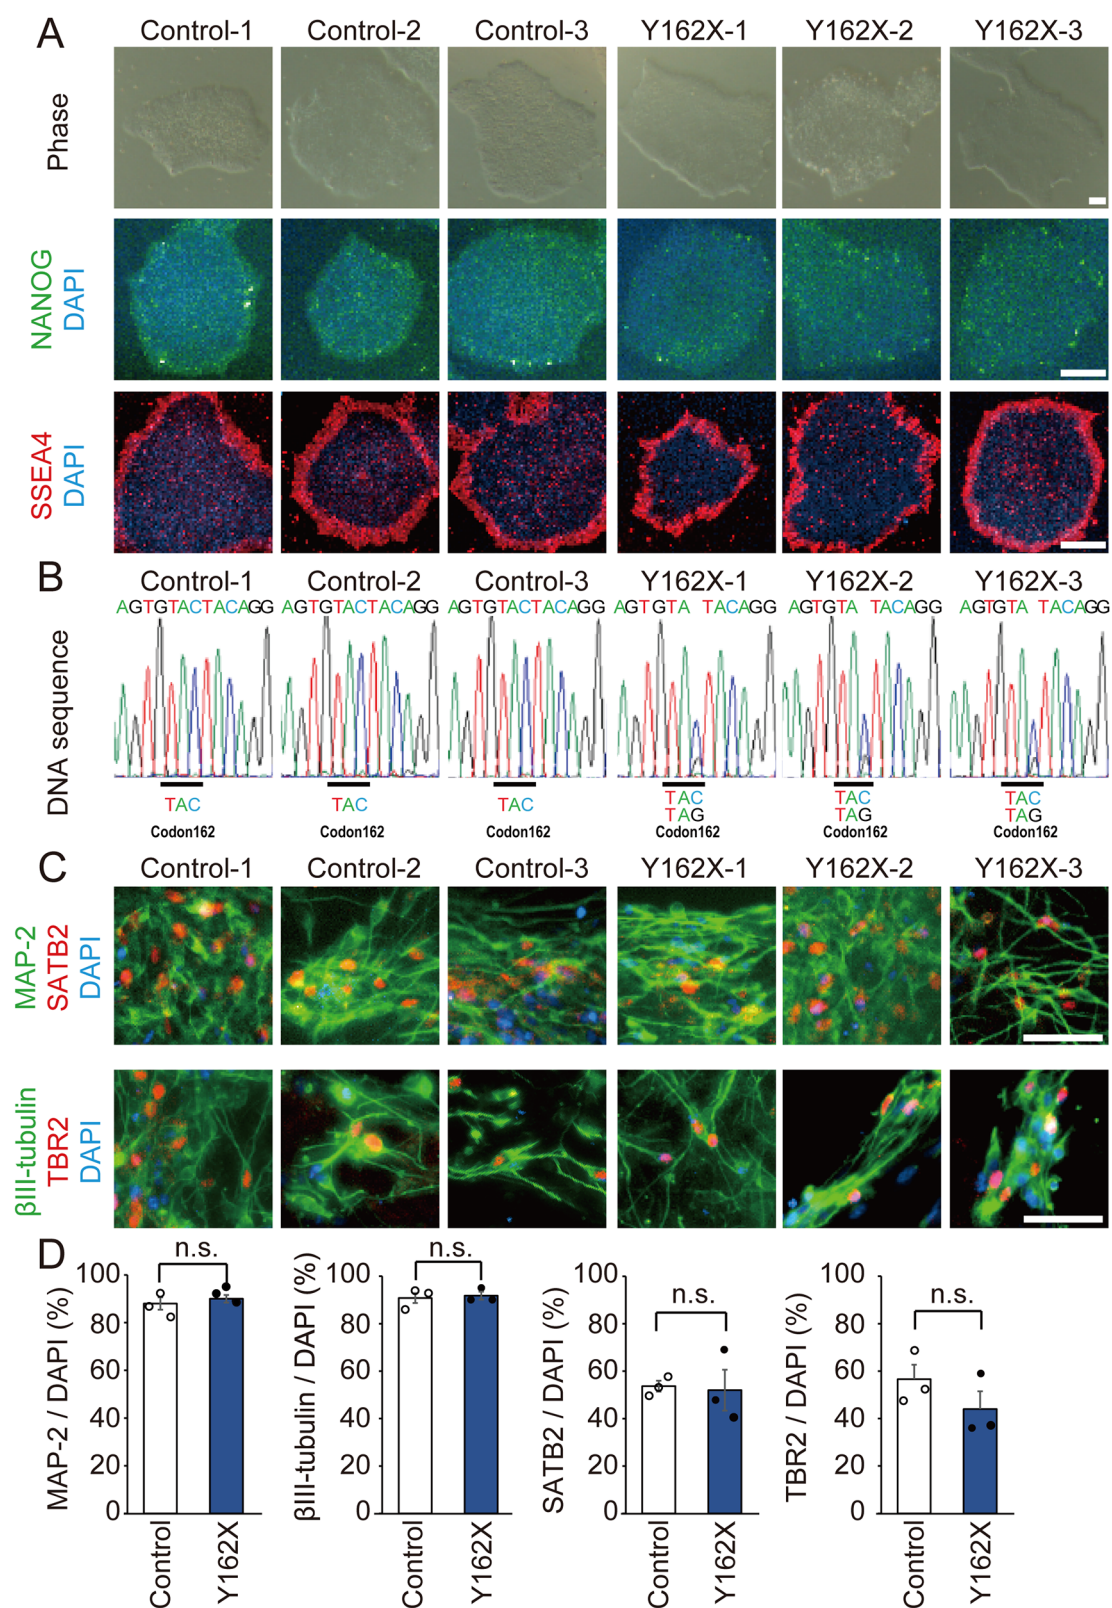 A
Control-1 Control-2 Control-3 Y162X-1 Y162X-2 Y162X-3
Phase
NANOG
DAPI
SSEA4
DAPI
B
Control-1 Control-2 Control-3 Y162X-1 Y162X-2 Y162X-3
AGTGTACTACAGG AGTGTACTACAGG AGTGTACTACAGG AGTGTA TACAGG AGTGTA TACAGG AGTGTA TACAGG
DNA sequence
TAC TAC TAC TAC TAC TAC
TAG TAG TAG
Codon162 Codon162 Codon162 Codon162 Codon162 Codon162
C
Control-1 Control-2 Control-3 Y162X-1 Y162X-2 Y162X-3
MAP-2
SATB2
DAPI
βIII-tubulin
TBR2
DAPI
D
MAP-2 / DAPI (%)
100
80
60
40
20
0
n.s.
Control
Y162X
βIII-tubulin / DAPI (%)
100
80
60
40
20
0
n.s.
Control
Y162X
SATB2 / DAPI (%)
100
80
60
40
20
0
n.s.
Control
Y162X
TBR2 / DAPI (%)
100
80
60
40
20
0
n.s.
Control
Y162X